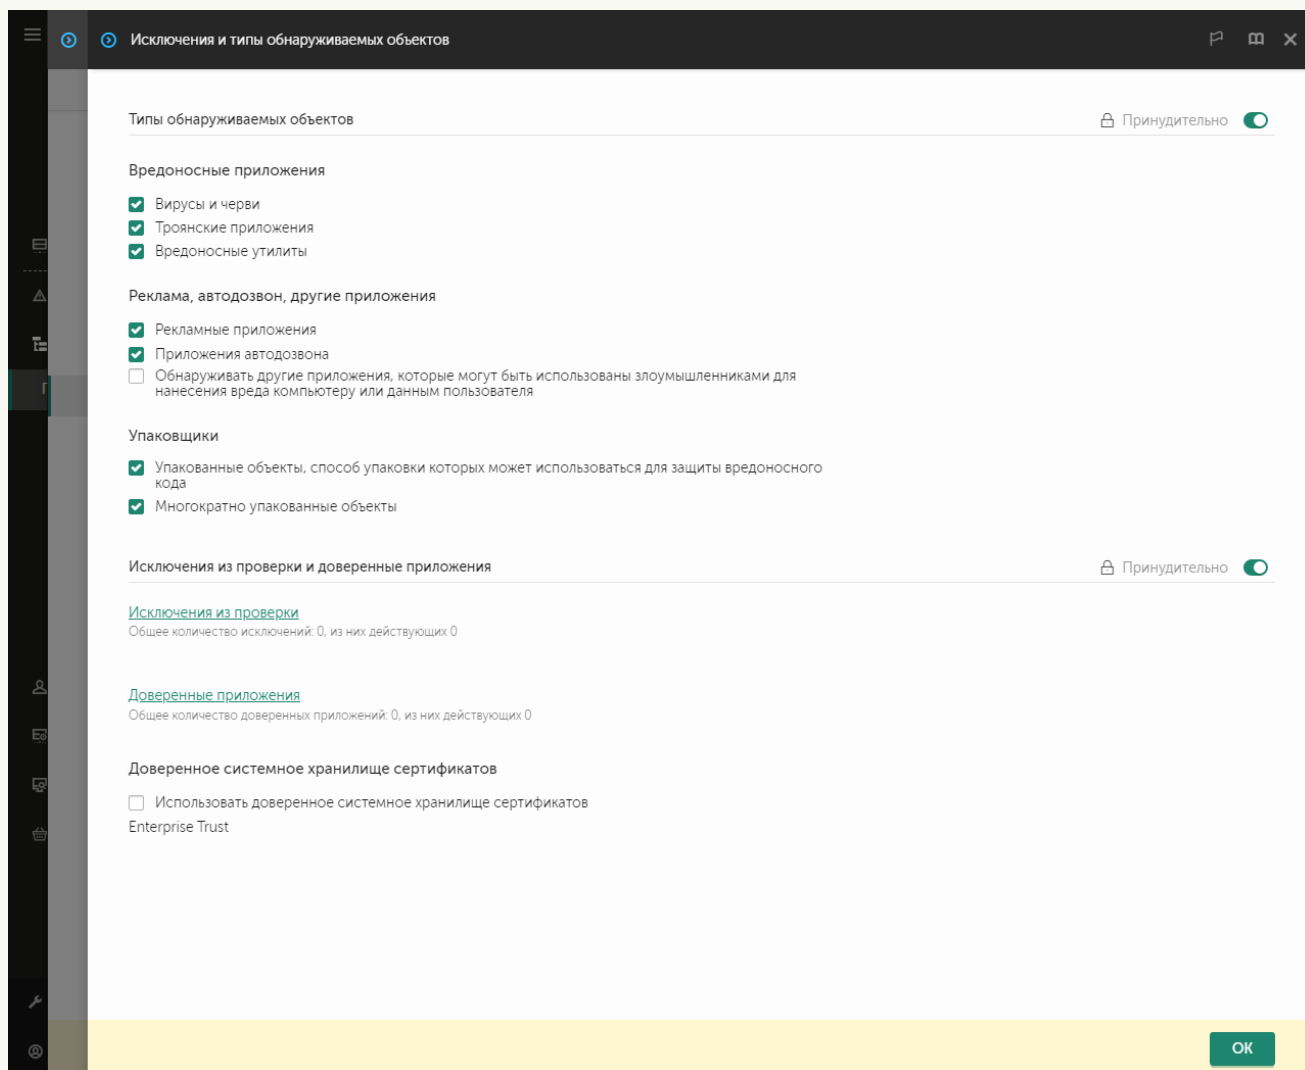 Исключения и типы обнаруживаемых объектов
Типы обнаруживаемых объектов
Принудительно
Вредоносные приложения
Вирусы и черви
Троянские приложения
Вредоносные утилиты
Реклама, автодозвон, другие приложения
Рекламные приложения
Приложения автодозвона
Обнаруживать другие приложения, которые могут быть использованы злоумышленниками для
нанесения вреда компьютеру или данным пользователя
Упаковщики
Упакованные объекты, способ упаковки которых может использоваться для защиты вредоносного
кода
Многократно упакованные объекты
Исключения из проверки и доверенные приложения
Принудительно
Исключения из проверки
Общее количество исключений: 0, из них действующих 0
Доверенные приложения
Общее количество доверенных приложений: 0, из них действующих 0
Доверенное системное хранилище сертификатов
Использовать доверенное системное хранилище сертификатов
Enterprise Trust
ОК